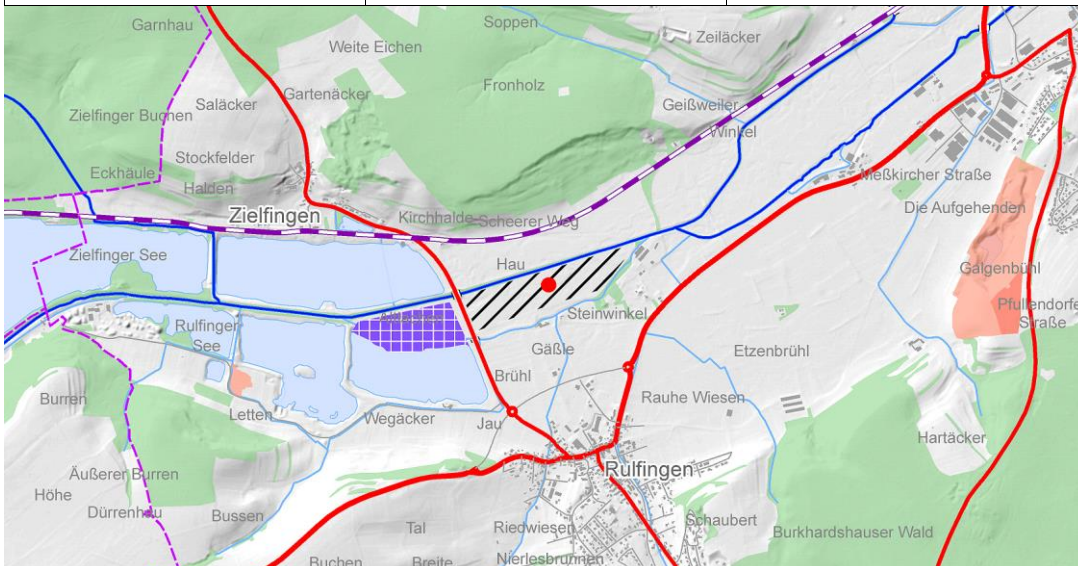 Garnhau
Soppen
Zeiläcker
Weite Eichen
Fronholz
Gartenäcker
Saläcker
Geißweiler
Zielfinger Buchen
Winkel
Stockfelder
Eckhäule
Halden
Meßkircher Straße
Zielfingen
Kirchhalde
Scheerer Weg
Die Aufgehenden
Zielfinger See
Hau
Galgenbühl
Pfullendorfer
Straße
Steinwinkel
Rulfinger
See
Gäßle
Etzenbrühl
Brühl
Burren
Rauhe Wiesen
Letten
Wegäcker
Jau
Hartäcker
Rulfingen
Äußerer Burren
Höhe
Dürrenhau
Bussen
Tal
Riedwiesen
Schaubert
Burkhardshauser Wald
Buchen
Breite
Nierlesbrunnen